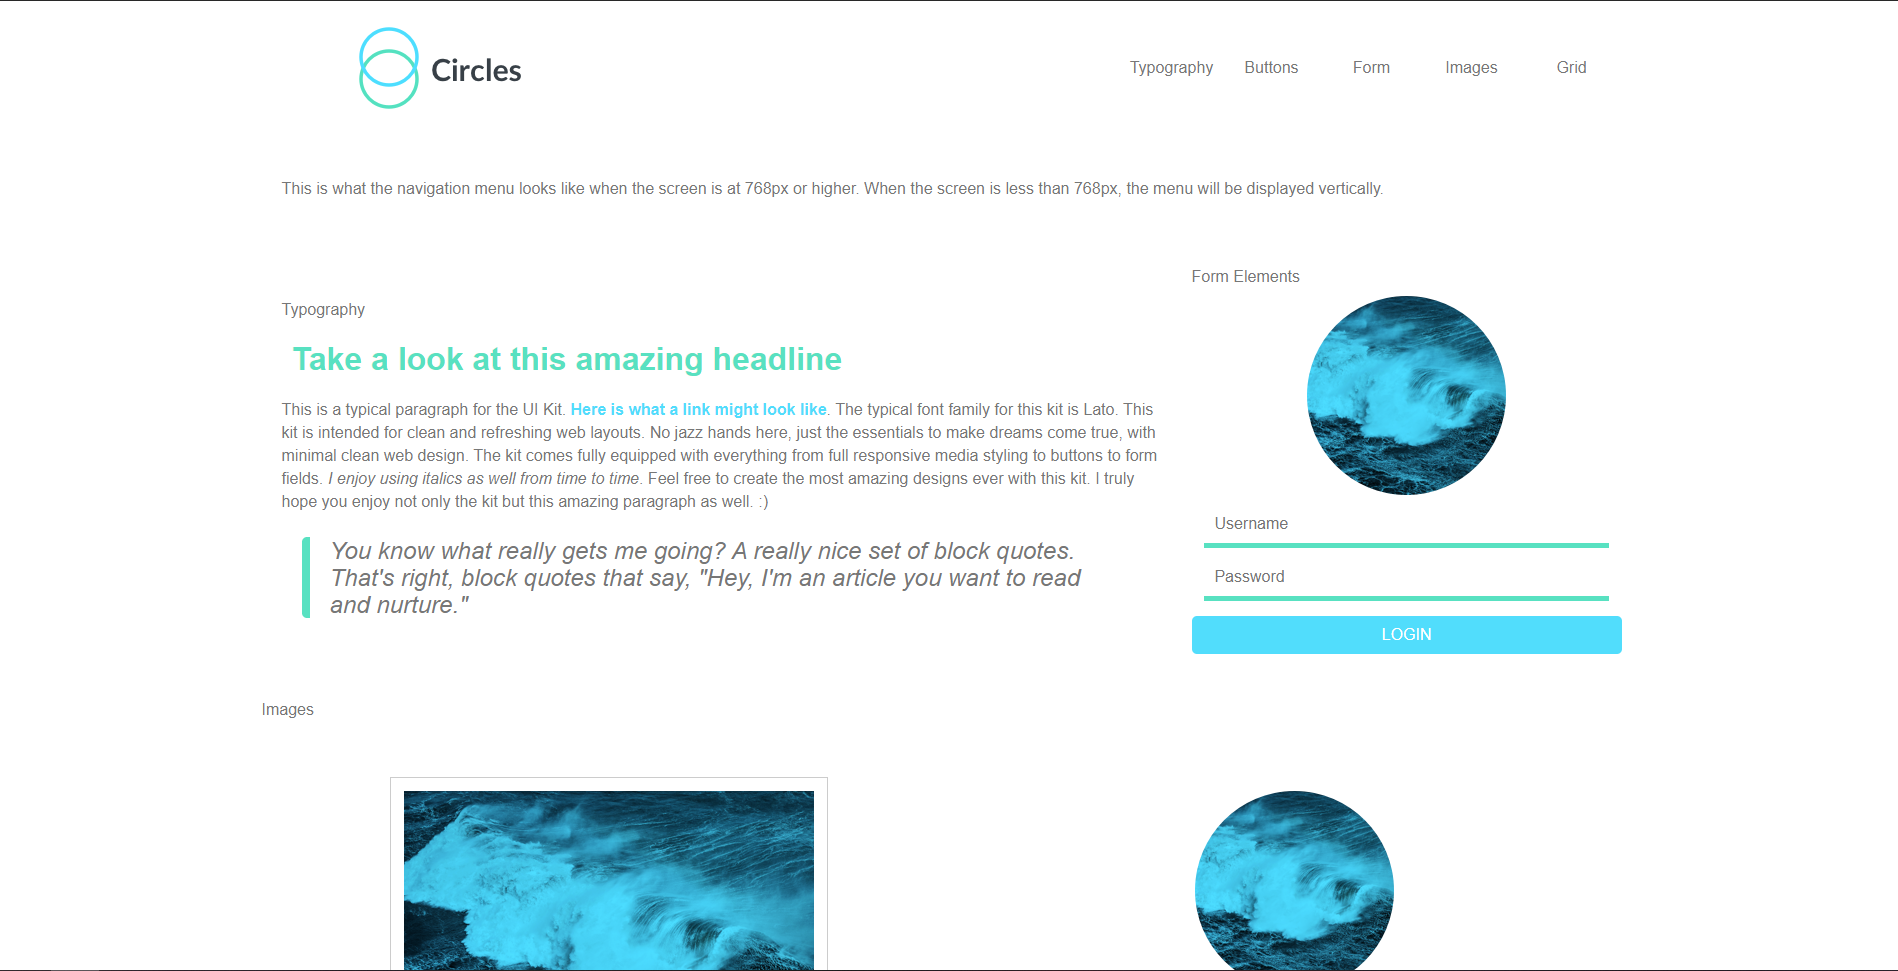 Circles
Typography Buttons Form Images Grid
This is what the navigation menu looks like when the screen is at 768px or higher. When the screen is less than 768px, the menu will be displayed vertically.
Typography
Take a look at this amazing headline
This is a typical paragraph for the UI Kit. Here is what a link might look like. The typical font family for this kit is Lato. This
kit is intended for clean and refreshing web layouts. No jazz hands here, just the essentials to make dreams come true, with
minimal clean web design. The kit comes fully equipped with everything from full responsive media styling to buttons to form
fields. I enjoy using italics as well from time to time. Feel free to create the most amazing designs ever with this kit. I truly
hope you enjoy not only the kit but this amazing paragraph as well. :)
You know what really gets me going? A really nice set of block quotes.
That's right, block quotes that say, "Hey, I'm an article you want to read
and nurture."
Form Elements
Username
Password
LOGIN
Images